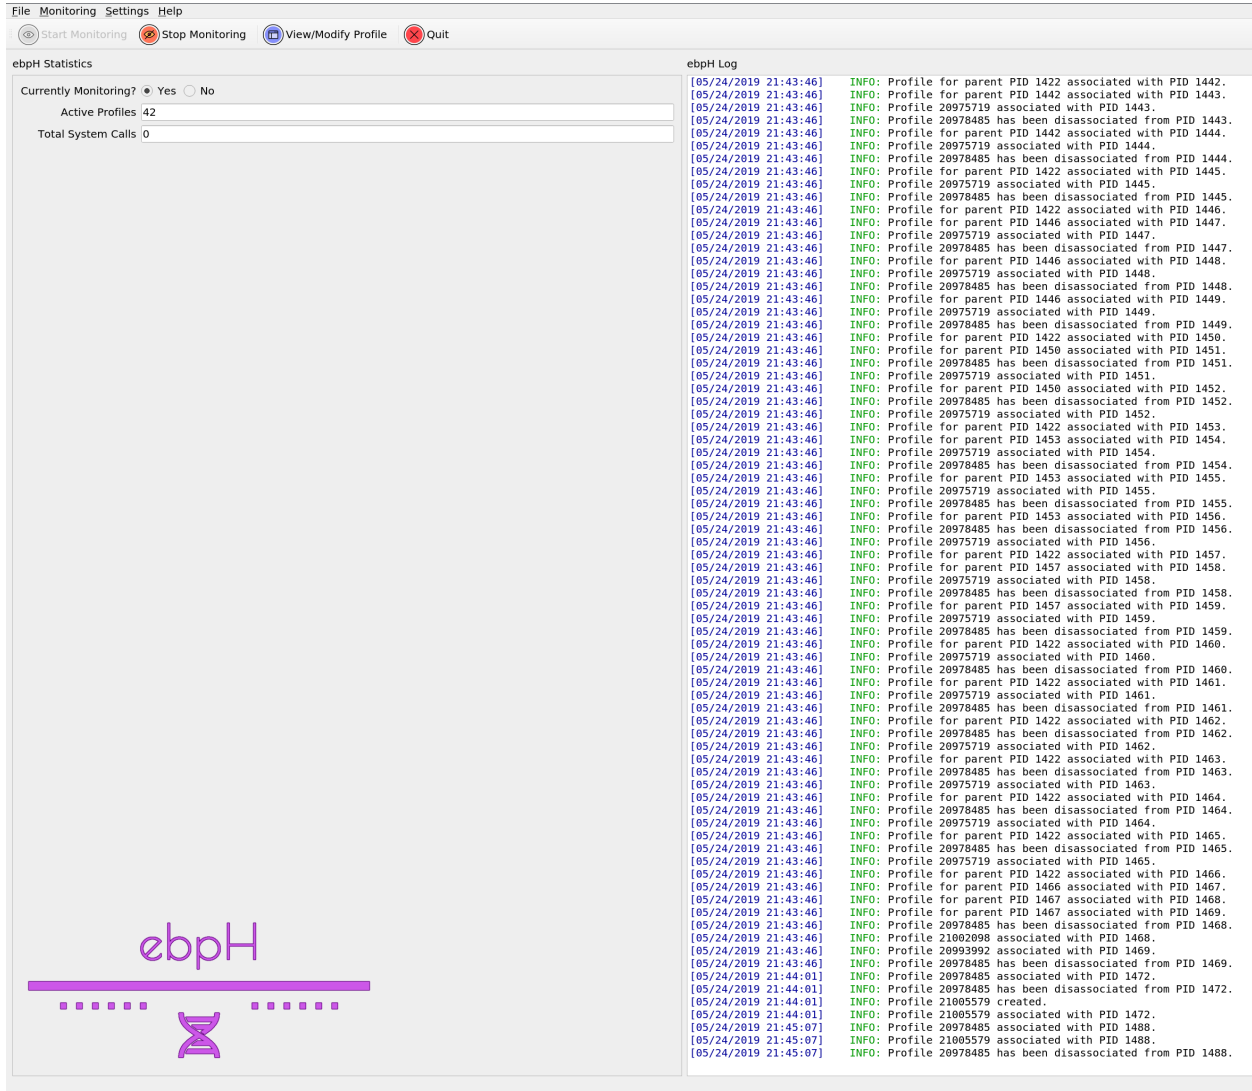 File Monitoring Settings Help
Start Monitoring Stop Monitoring View/Modify Profile Quit
ebpH Statistics
Currently Monitoring? Yes No
Active Profiles 42
Total System Calls 0
ebpH
ebpH Log
[05/24/2019 21:43:46] INFO: Profile for parent PID 1422 associated with PID 1442.
[05/24/2019 21:43:46] INFO: Profile for parent PID 1442 associated with PID 1443.
[05/24/2019 21:43:46] INFO: Profile 20975719 associated with PID 1443.
[05/24/2019 21:43:46] INFO: Profile 20978485 has been disassociated from PID 1443.
[05/24/2019 21:43:46] INFO: Profile for parent PID 1442 associated with PID 1444.
[05/24/2019 21:43:46] INFO: Profile 20975719 associated with PID 1444.
[05/24/2019 21:43:46] INFO: Profile 20978485 has been disassociated from PID 1444.
[05/24/2019 21:43:46] INFO: Profile for parent PID 1422 associated with PID 1445.
[05/24/2019 21:43:46] INFO: Profile 20975719 associated with PID 1445.
[05/24/2019 21:43:46] INFO: Profile 20978485 has been disassociated from PID 1445.
[05/24/2019 21:43:46] INFO: Profile for parent PID 1422 associated with PID 1446.
[05/24/2019 21:43:46] INFO: Profile for parent PID 1446 associated with PID 1447.
[05/24/2019 21:43:46] INFO: Profile 20975719 associated with PID 1447.
[05/24/2019 21:43:46] INFO: Profile 20978485 has been disassociated from PID 1447.
[05/24/2019 21:43:46] INFO: Profile for parent PID 1446 associated with PID 1448.
[05/24/2019 21:43:46] INFO: Profile 20975719 associated with PID 1448.
[05/24/2019 21:43:46] INFO: Profile 20978485 has been disassociated from PID 1448.
[05/24/2019 21:43:46] INFO: Profile for parent PID 1446 associated with PID 1449.
[05/24/2019 21:43:46] INFO: Profile 20975719 associated with PID 1449.
[05/24/2019 21:43:46] INFO: Profile 20978485 has been disassociated from PID 1449.
[05/24/2019 21:43:46] INFO: Profile for parent PID 1422 associated with PID 1450.
[05/24/2019 21:43:46] INFO: Profile for parent PID 1450 associated with PID 1451.
[05/24/2019 21:43:46] INFO: Profile 20978485 has been disassociated from PID 1451.
[05/24/2019 21:43:46] INFO: Profile 20975719 associated with PID 1451.
[05/24/2019 21:43:46] INFO: Profile for parent PID 1450 associated with PID 1452.
[05/24/2019 21:43:46] INFO: Profile 20978485 has been disassociated from PID 1452.
[05/24/2019 21:43:46] INFO: Profile 20975719 associated with PID 1452.
[05/24/2019 21:43:46] INFO: Profile for parent PID 1422 associated with PID 1453.
[05/24/2019 21:43:46] INFO: Profile for parent PID 1453 associated with PID 1454.
[05/24/2019 21:43:46] INFO: Profile 20975719 associated with PID 1454.
[05/24/2019 21:43:46] INFO: Profile 20978485 has been disassociated from PID 1454.
[05/24/2019 21:43:46] INFO: Profile for parent PID 1453 associated with PID 1455.
[05/24/2019 21:43:46] INFO: Profile 20975719 associated with PID 1455.
[05/24/2019 21:43:46] INFO: Profile 20978485 has been disassociated from PID 1455.
[05/24/2019 21:43:46] INFO: Profile for parent PID 1453 associated with PID 1456.
[05/24/2019 21:43:46] INFO: Profile 20978485 has been disassociated from PID 1456.
[05/24/2019 21:43:46] INFO: Profile 20975719 associated with PID 1456.
[05/24/2019 21:43:46] INFO: Profile for parent PID 1422 associated with PID 1457.
[05/24/2019 21:43:46] INFO: Profile for parent PID 1457 associated with PID 1458.
[05/24/2019 21:43:46] INFO: Profile 20975719 associated with PID 1458.
[05/24/2019 21:43:46] INFO: Profile 20978485 has been disassociated from PID 1458.
[05/24/2019 21:43:46] INFO: Profile for parent PID 1457 associated with PID 1459.
[05/24/2019 21:43:46] INFO: Profile 20975719 associated with PID 1459.
[05/24/2019 21:43:46] INFO: Profile 20978485 has been disassociated from PID 1459.
[05/24/2019 21:43:46] INFO: Profile for parent PID 1422 associated with PID 1460.
[05/24/2019 21:43:46] INFO: Profile 20975719 associated with PID 1460.
[05/24/2019 21:43:46] INFO: Profile 20978485 has been disassociated from PID 1460.
[05/24/2019 21:43:46] INFO: Profile for parent PID 1422 associated with PID 1461.
[05/24/2019 21:43:46] INFO: Profile 20975719 associated with PID 1461.
[05/24/2019 21:43:46] INFO: Profile 20978485 has been disassociated from PID 1461.
[05/24/2019 21:43:46] INFO: Profile for parent PID 1422 associated with PID 1462.
[05/24/2019 21:43:46] INFO: Profile 20978485 has been disassociated from PID 1462.
[05/24/2019 21:43:46] INFO: Profile 20975719 associated with PID 1462.
[05/24/2019 21:43:46] INFO: Profile for parent PID 1422 associated with PID 1463.
[05/24/2019 21:43:46] INFO: Profile 20978485 has been disassociated from PID 1463.
[05/24/2019 21:43:46] INFO: Profile 20975719 associated with PID 1463.
[05/24/2019 21:43:46] INFO: Profile for parent PID 1422 associated with PID 1464.
[05/24/2019 21:43:46] INFO: Profile 20978485 has been disassociated from PID 1464.
[05/24/2019 21:43:46] INFO: Profile 20975719 associated with PID 1464.
[05/24/2019 21:43:46] INFO: Profile for parent PID 1422 associated with PID 1465.
[05/24/2019 21:43:46] INFO: Profile 20978485 has been disassociated from PID 1465.
[05/24/2019 21:43:46] INFO: Profile 20975719 associated with PID 1465.
[05/24/2019 21:43:46] INFO: Profile for parent PID 1422 associated with PID 1466.
[05/24/2019 21:43:46] INFO: Profile for parent PID 1466 associated with PID 1467.
[05/24/2019 21:43:46] INFO: Profile for parent PID 1467 associated with PID 1468.
[05/24/2019 21:43:46] INFO: Profile for parent PID 1467 associated with PID 1469.
[05/24/2019 21:43:46] INFO: Profile 20978485 has been disassociated from PID 1468.
[05/24/2019 21:43:46] INFO: Profile 21002098 associated with PID 1468.
[05/24/2019 21:43:46] INFO: Profile 20993992 associated with PID 1469.
[05/24/2019 21:43:46] INFO: Profile 20978485 has been disassociated from PID 1469.
[05/24/2019 21:44:01] INFO: Profile 20978485 associated with PID 1472.
[05/24/2019 21:44:01] INFO: Profile 20978485 has been disassociated from PID 1472.
[05/24/2019 21:44:01] INFO: Profile 21005579 created.
[05/24/2019 21:44:01] INFO: Profile 21005579 associated with PID 1472.
[05/24/2019 21:45:07] INFO: Profile 20978485 associated with PID 1488.
[05/24/2019 21:45:07] INFO: Profile 21005579 associated with PID 1488.
[05/24/2019 21:45:07] INFO: Profile 20978485 has been disassociated from PID 1488.